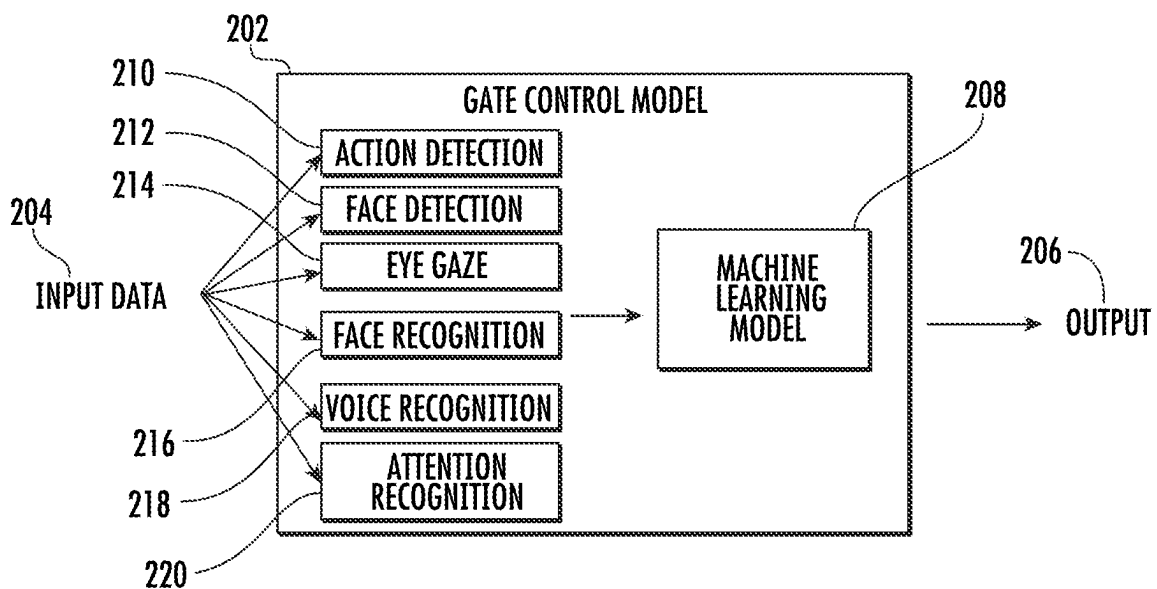 202
210
GATE CONTROL MODEL
208
212
ACTION DETECTION
214
FACE DETECTION
204
EYE GAZE
INPUT DATA
MACHINE
LEARNING
MODEL
206
OUTPUT
FACE RECOGNITION
VOICE RECOGNITION
216
ATTENTION
RECOGNITION
218
220